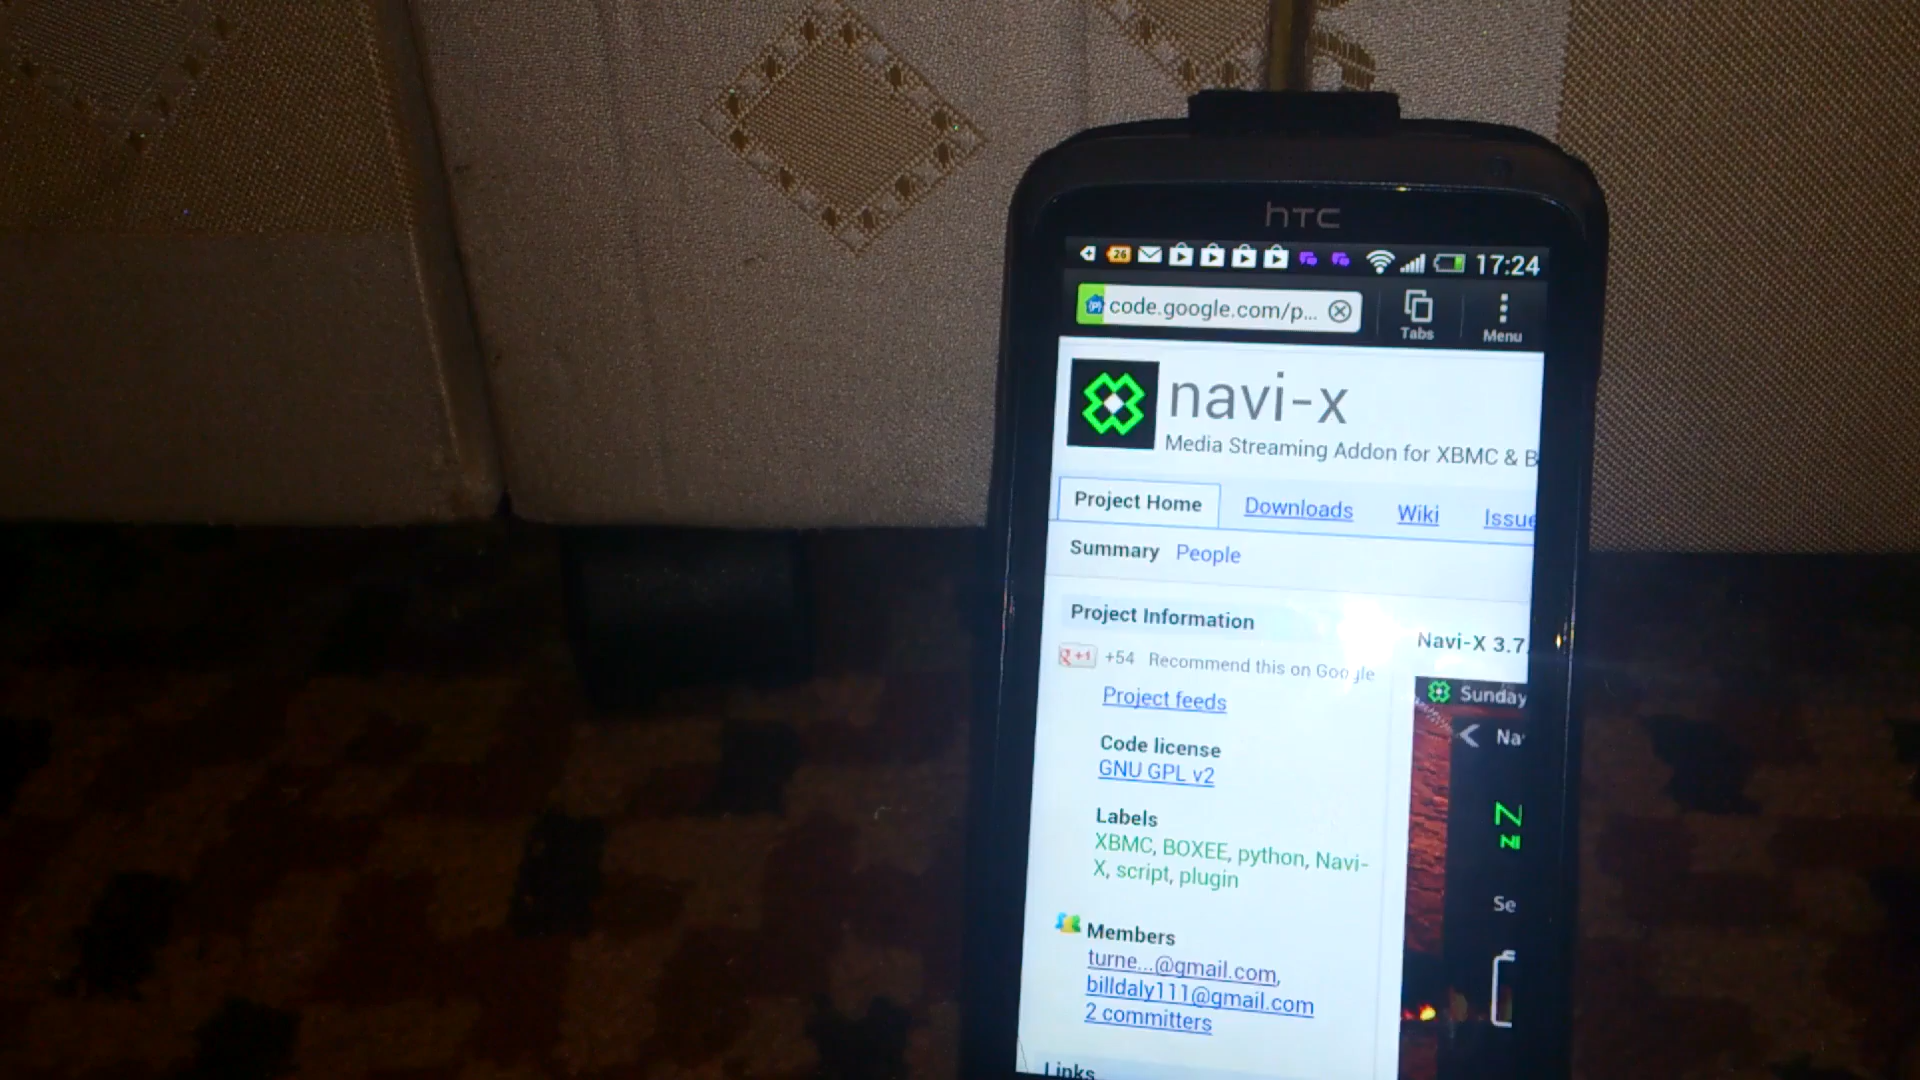 hTC
26
17:24
code.google.com/p...
Tabs
Menu
navi-x
Media Streaming Addon for XBMC & B
Project Home
Downloads
Wiki
Issue
Summary
People
Project Information
Navi-X 3.7.
g+1
+54
Recommend this on Google
Sunday
Project feeds
Na
Code license
GNU GPL v2
Labels
XBMC, BOXEE, python, Navi-
X, script, plugin
Se
Members
turne...@gmail.com,
billdaly111@gmail.com
2 committers
Links